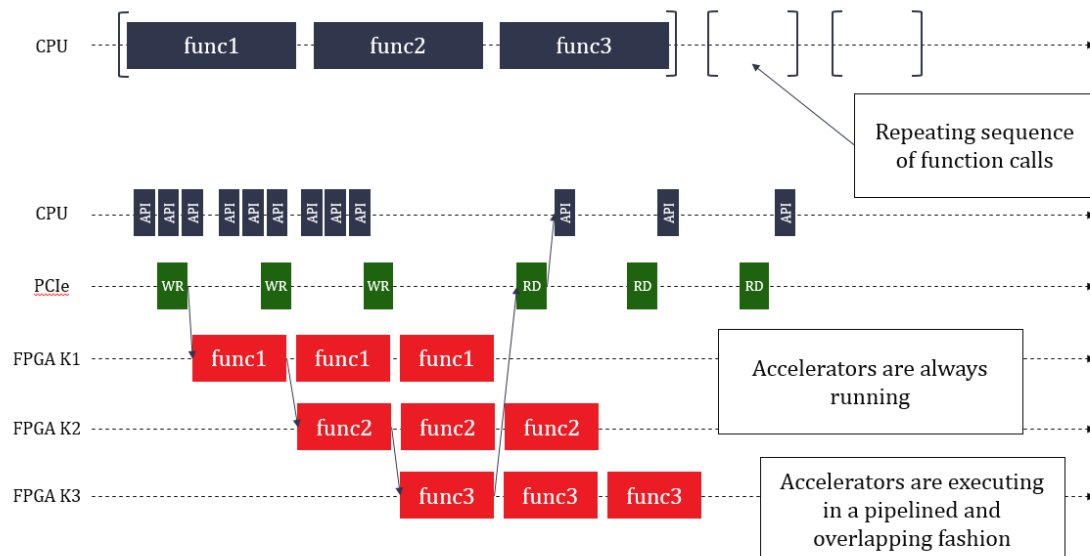 CPU
func1 func2 func3
Repeating sequence
of function calls
CPU
API API API API API API API API API API API API
PCIe
WR WR WR RD RD RD
FPGA K1
func1 func1 func1
Accelerators are always
running
FPGA K2
func2 func2 func2
FPGA K3
func3 func3 func3
Accelerators are executing
in a pipelined and
overlapping fashion